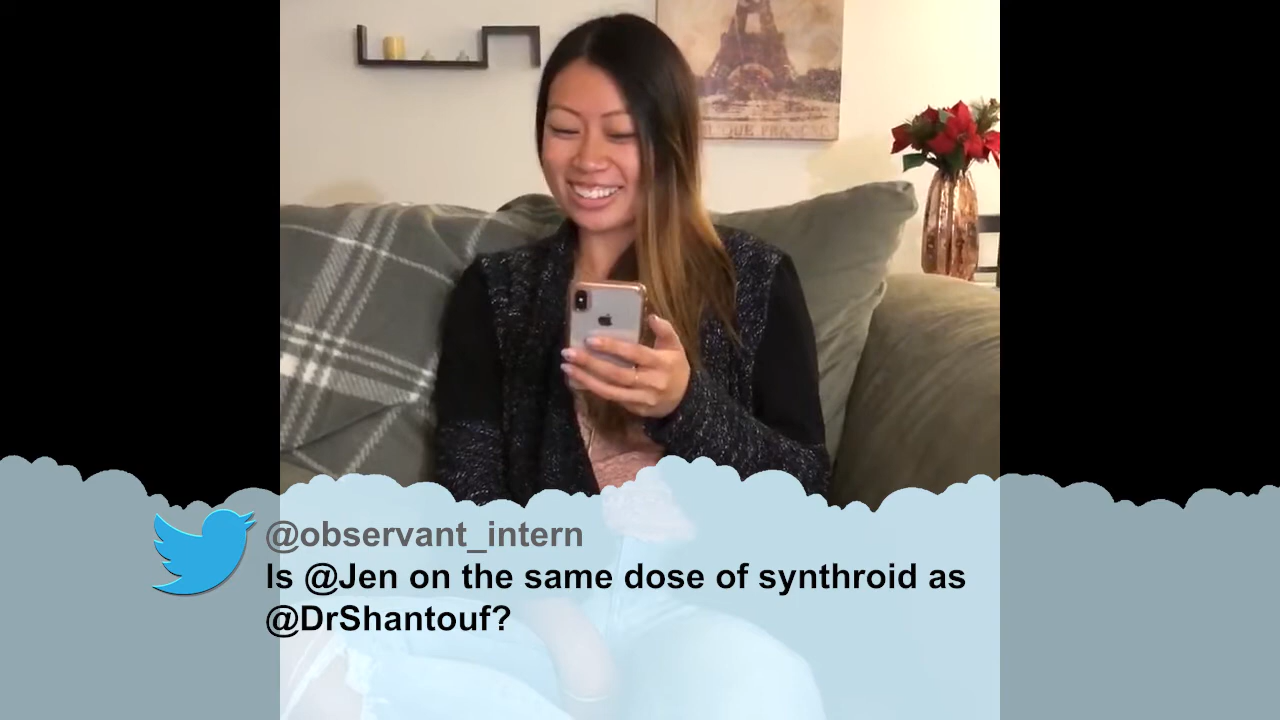 @observant_intern
Is @Jen on the same dose of synthroid as
@DrShantouf?